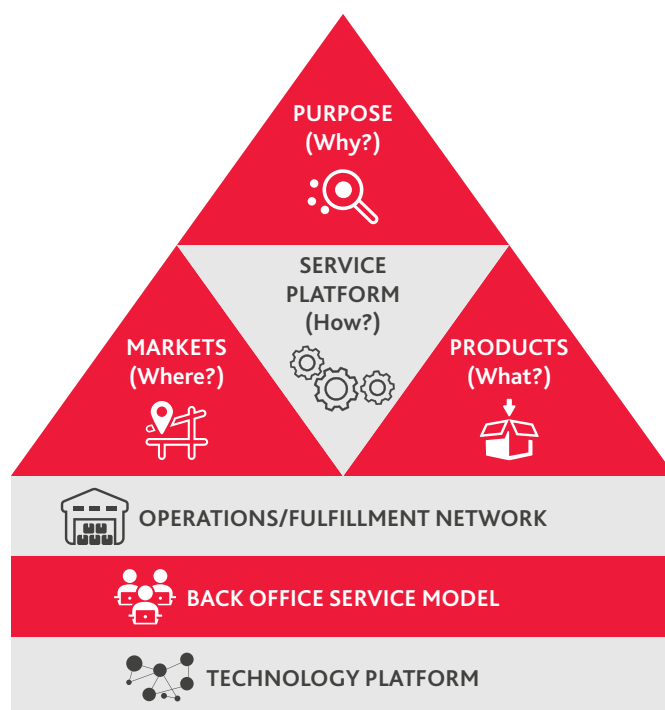 PURPOSE
(Why?)
SERVICE
PLATFORM
(How?)
MARKETS
(Where?)
PRODUCTS
(What?)
OPERATIONS/FULFILLMENT NETWORK
BACK OFFICE SERVICE MODEL
TECHNOLOGY PLATFORM